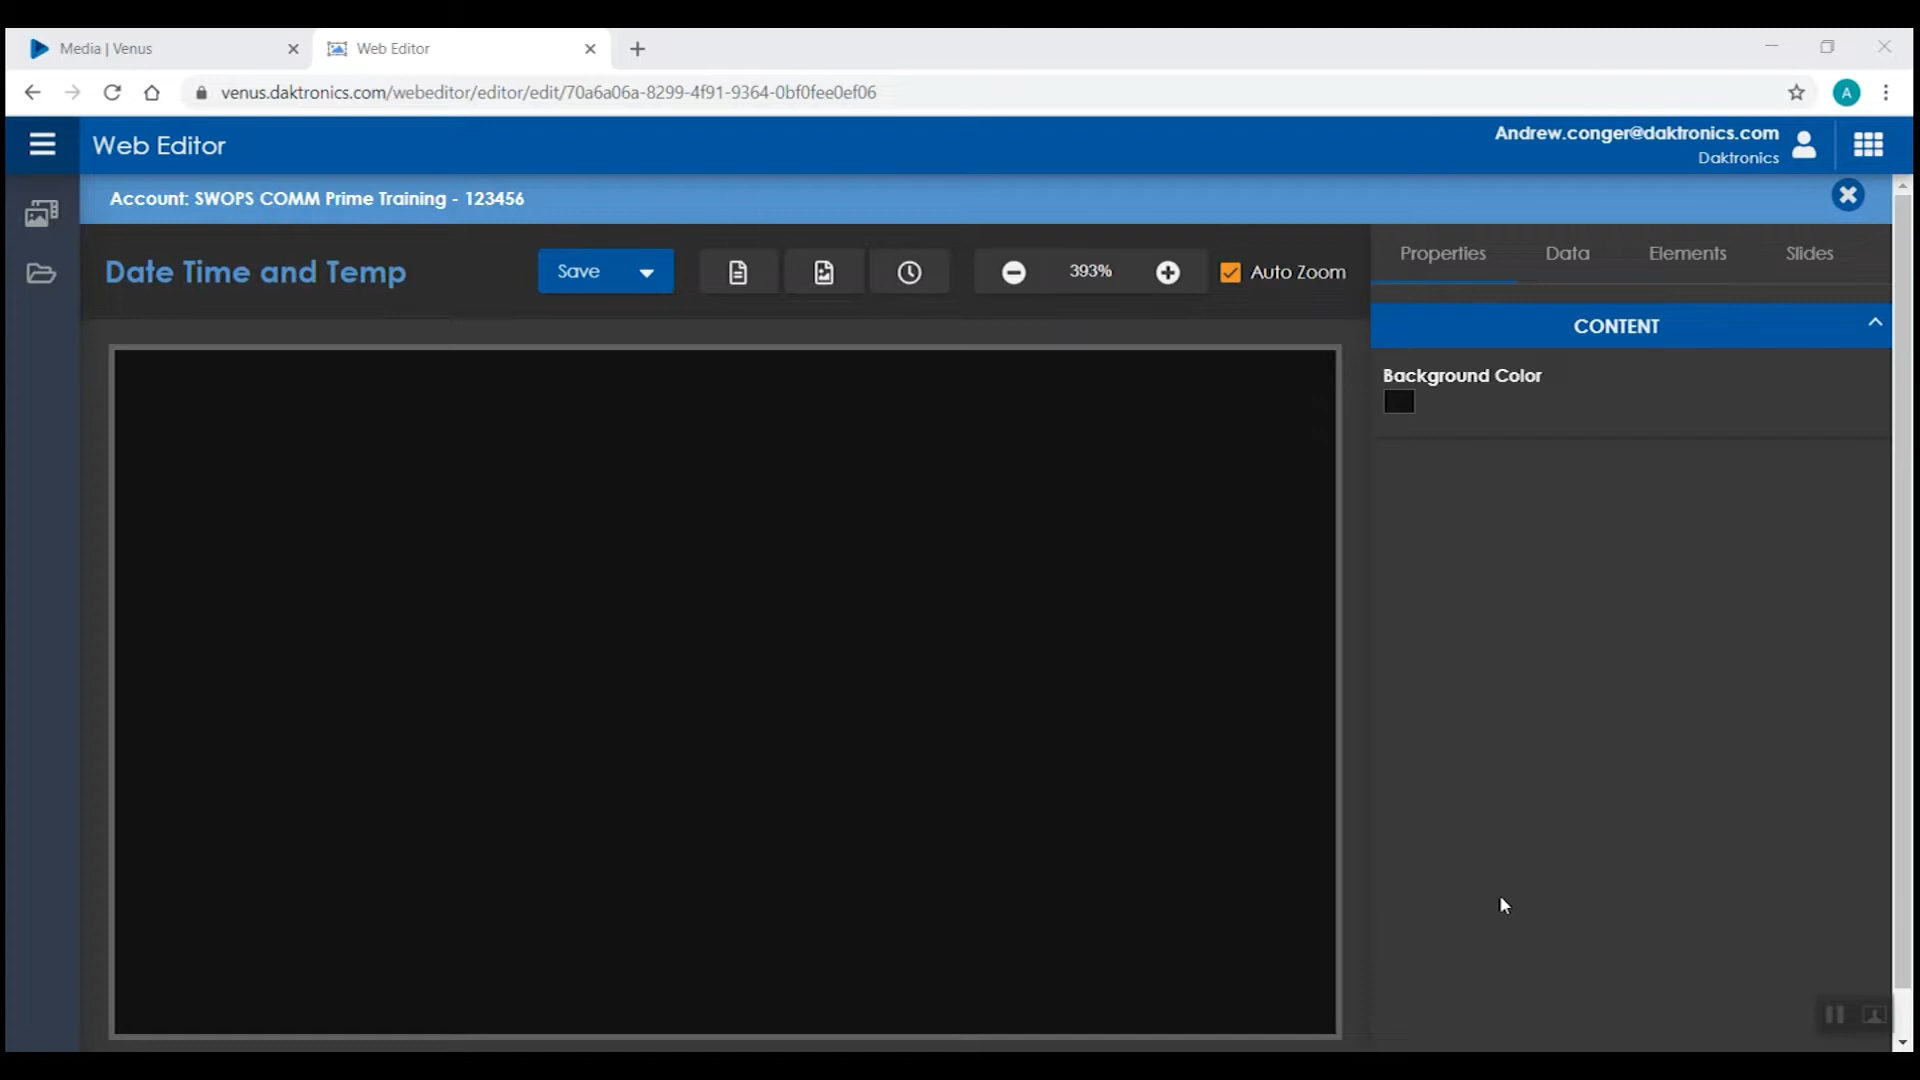 Media | Venus
Web Editor
venus.daktronics.com/webeditor/editor/edit/70a6a06a-8299-4f91-9364-0bf0fee0ef06
A
Web Editor
Andrew.conger@daktronics.com
Daktronics
Account: SWOPS COMM Prime Training - 123456
Date Time and Temp
Save
393%
Auto Zoom
Properties
Data
Elements
Slides
CONTENT
Background Color